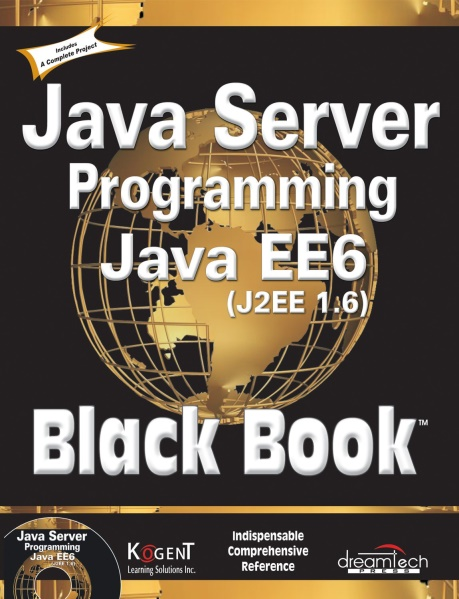 Includes
A Complete Project
Java Server
Programming
Java EE6
(J2EE 1.6)
Black Book™
Java Server
Programming
Java EE6
(J2EE 1.6)
KOGENT
Learning Solutions Inc.
Indispensable
Comprehensive
Reference
dreamtech
PRESS